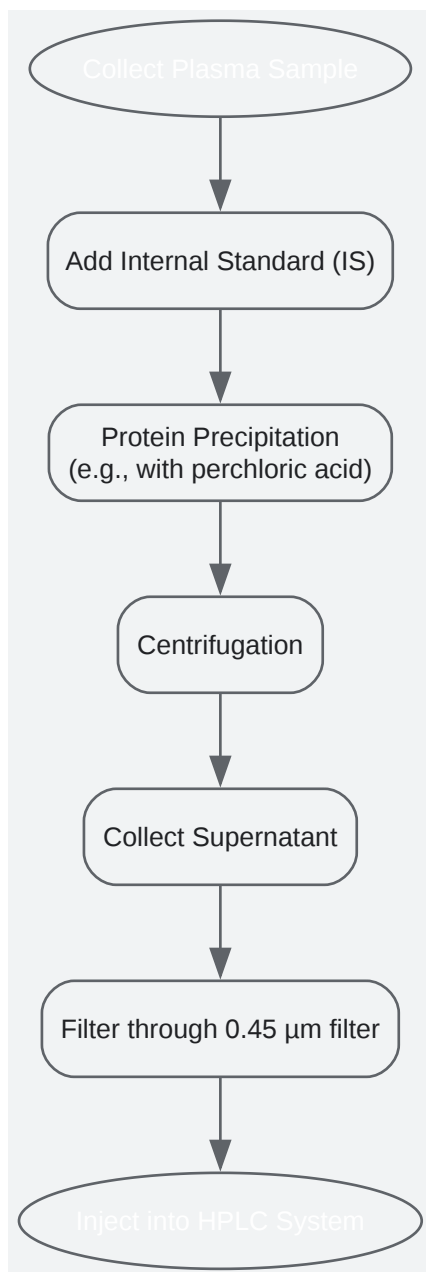 Collect Plasma Sample
Add Internal Standard (IS)
Protein Precipitation
(e.g., with perchloric acid)
Centrifugation
Collect Supernatant
Filter through 0.45 µm filter
Inject into HPLC System